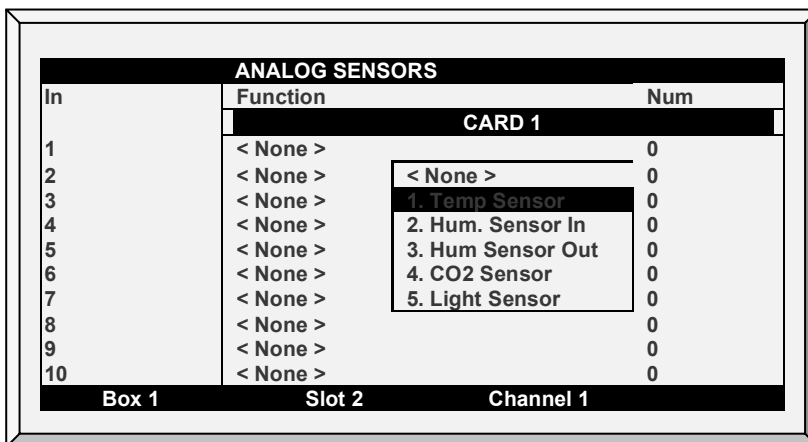 ANALOG SENSORS
In Function Num
CARD 1
1 < None > 0
2 < None > < None > 0
3 < None > 1. Temp Sensor 0
4 < None > 2. Hum. Sensor In 0
5 < None > 3. Hum Sensor Out 0
6 < None > 4. CO2 Sensor 0
7 < None > 5. Light Sensor 0
8 < None > 0
9 < None > 0
10 < None > 0
Box 1 Slot 2 Channel 1